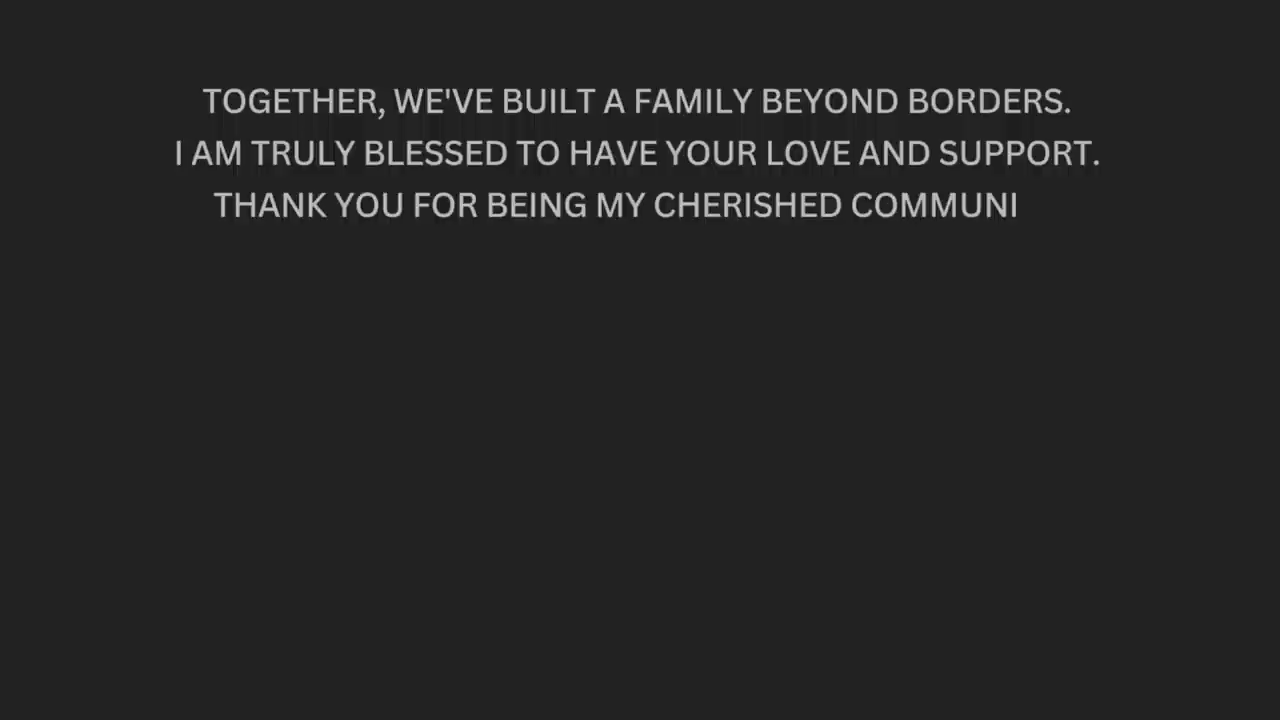 TOGETHER, WE'VE BUILT A FAMILY BEYOND BORDERS.
I AM TRULY BLESSED TO HAVE YOUR LOVE AND SUPPORT.
THANK YOU FOR BEING MY CHERISHED COMMUNI